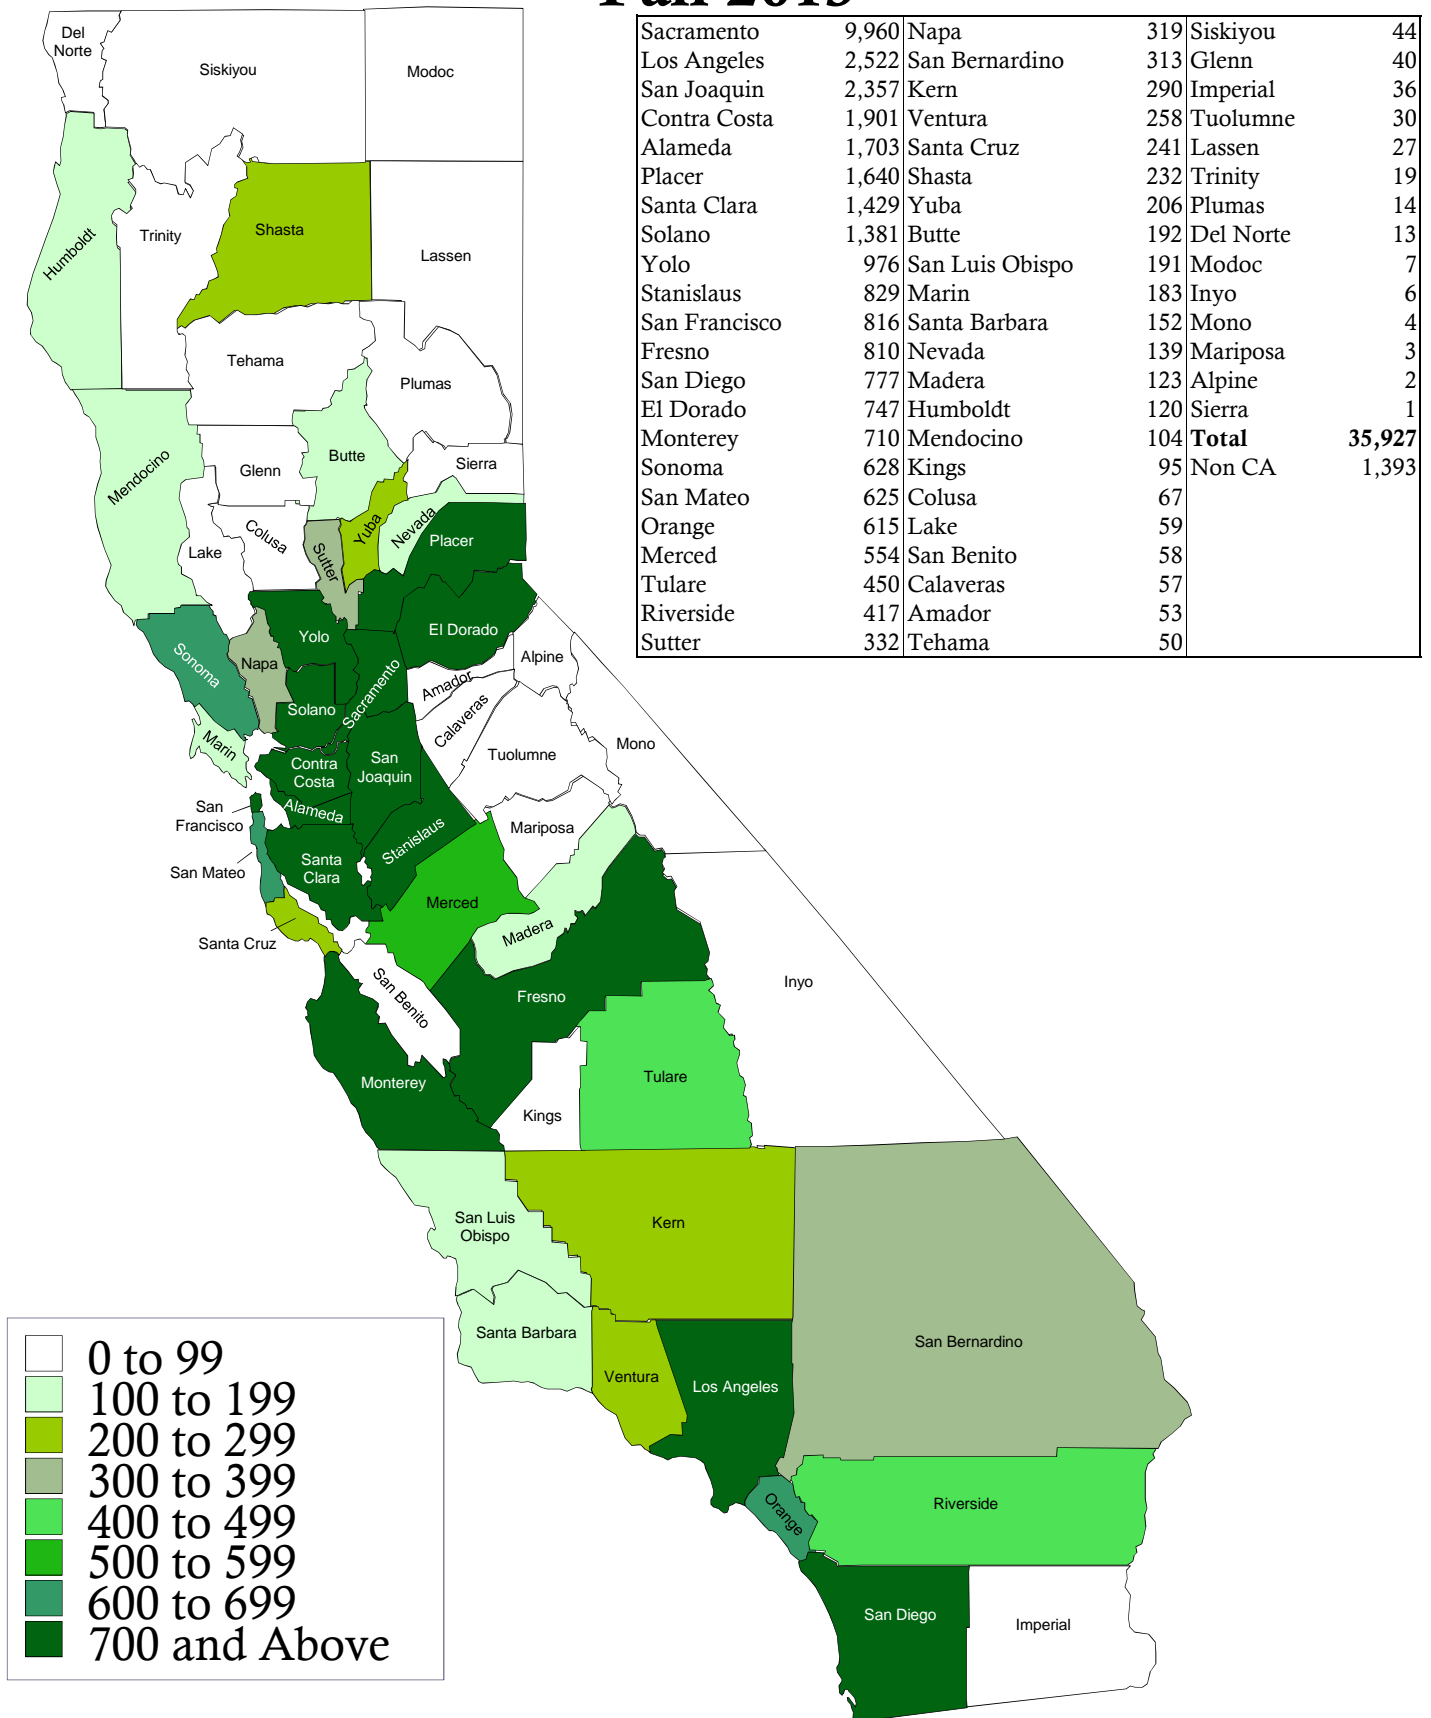 Fall 2015
Sacramento 9,960 Napa 319 Siskiyou 44
Los Angeles 2,522 San Bernardino 313 Glenn 40
San Joaquin 2,357 Kern 290 Imperial 36
Contra Costa 1,901 Ventura 258 Tuolumne 30
Alameda 1,703 Santa Cruz 241 Lassen 27
Placer 1,640 Shasta 232 Trinity 19
Santa Clara 1,429 Yuba 206 Plumas 14
Solano 1,381 Butte 192 Del Norte 13
Yolo 976 San Luis Obispo 191 Modoc 7
Stanislaus 829 Marin 183 Inyo 6
San Francisco 816 Santa Barbara 152 Mono 4
Fresno 810 Nevada 139 Mariposa 3
San Diego 777 Madera 123 Alpine 2
El Dorado 747 Humboldt 120 Sierra 1
Monterey 710 Mendocino 104 Total 35,927
Sonoma 628 Kings 95 Non CA 1,393
San Mateo 625 Colusa 67
Orange 615 Lake 59
Merced 554 San Benito 58
Tulare 450 Calaveras 57
Riverside 417 Amador 53
Sutter 332 Tehama 50
Del
Norte
Siskiyou
Modoc
Humboldt
Trinity
Shasta
Lassen
Tehama
Plumas
Mendocino
Glenn
Butte
Sierra
Colusa
Lake
Sutter
Yuba
Nevada
Placer
Sonoma
Napa
Yolo
El Dorado
Sacramento
Alpine
Amador
Solano
Calaveras
Marin
Mono
Tuolumne
Contra
Costa
San
Joaquin
San
Francisco
Alameda
Stanislaus
Mariposa
San Mateo
Santa
Clara
Merced
Santa Cruz
Madera
San Benito
Fresno
Inyo
Monterey
Tulare
Kings
San Luis
Obispo
Kern
Santa Barbara
Ventura
Los Angeles
San Bernardino
Orange
Riverside
San Diego
Imperial
0 to 99
100 to 199
200 to 299
300 to 399
400 to 499
500 to 599
600 to 699
700 and Above